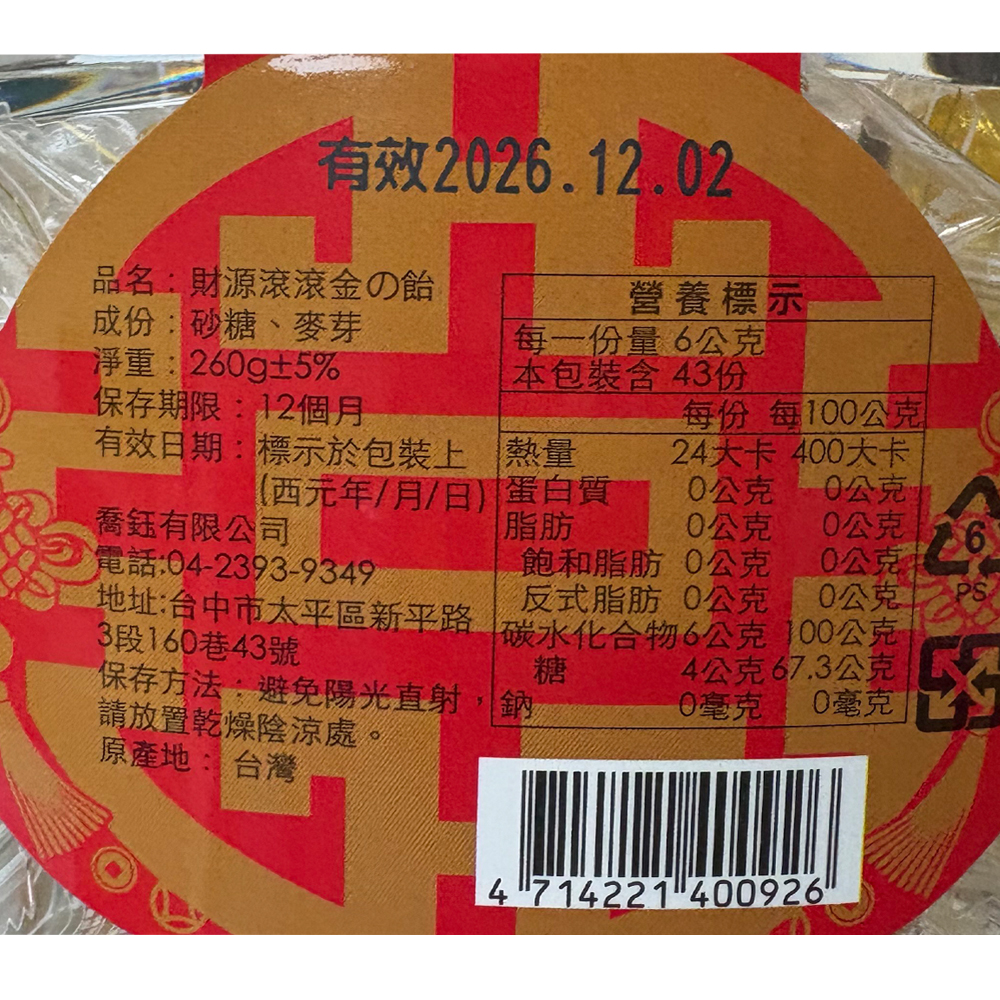 有效2026.12.02
品名：財源滾滾金の飴
成份：砂糖、麥芽
淨重：260g±5%
保存期限：12個月
有效日期：標示於包裝上
(西元年/月/日)
喬鈺有限公司
電話:04-2393-9349
地址:台中市太平區新平路
3段160巷43號
保存方法：避免陽光直射，
請放置乾燥陰涼處。
原產地：台灣
營養標示
每一份量 6公克
本包裝含 43份
每份 每100公克
熱量 24大卡 400大卡
蛋白質 0公克 0公克
脂肪 0公克 0公克
飽和脂肪 0公克 0公克
反式脂肪 0公克 0公克
碳水化合物 6公克 100公克
糖 4公克 67.3公克
鈉 0毫克 0毫克
6
PS
4 714221 400926